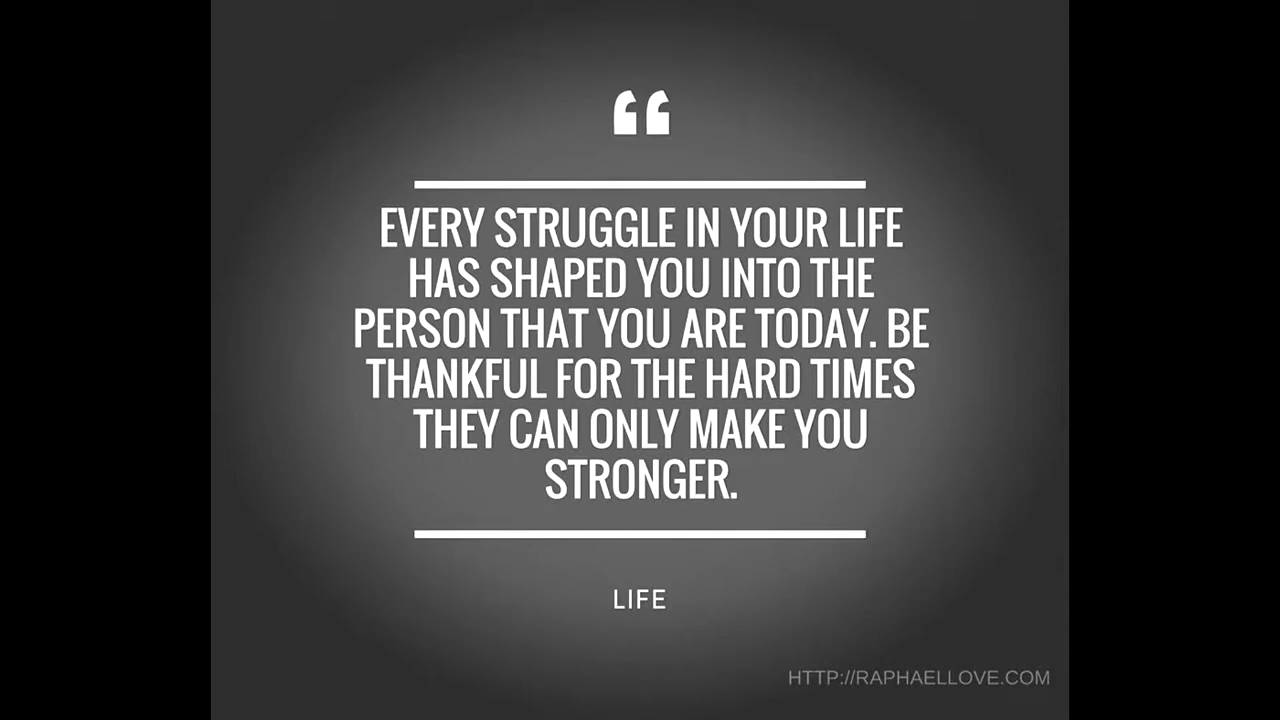 “
EVERY STRUGGLE IN YOUR LIFE
HAS SHAPED YOU INTO THE
PERSON THAT YOU ARE TODAY. BE
THANKFUL FOR THE HARD TIMES
THEY CAN ONLY MAKE YOU
STRONGER.
LIFE
HTTP://RAPHAELLOVE.COM